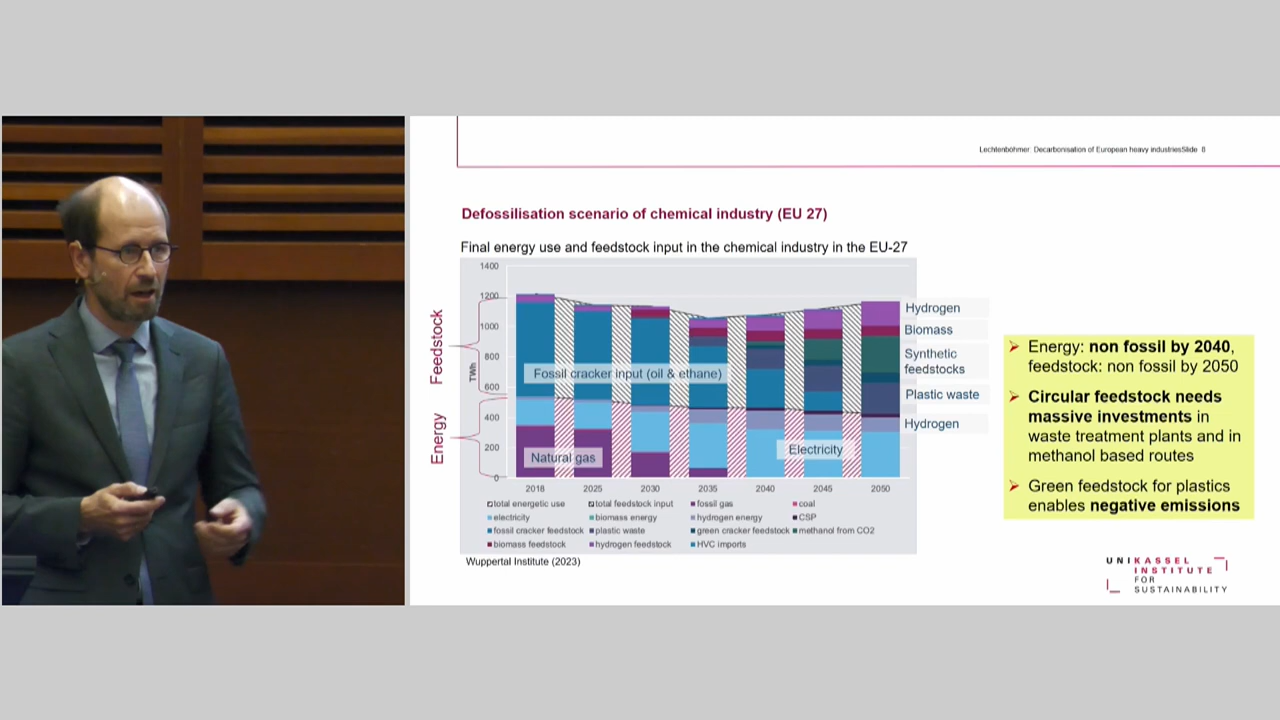 Lechtenböhmer: Decarbonisation of European heavy industriesSlide 8
Defossilisation scenario of chemical industry (EU 27)
Final energy use and feedstock input in the chemical industry in the EU-27
Feedstock
Energy
TWh
1400
1200
1000
800
600
400
200
0
Fossil cracker input (oil & ethane)
Natural gas
Electricity
Hydrogen
Biomass
Synthetic
feedstocks
Plastic waste
Hydrogen
2018 2025 2030 2035 2040 2045 2050
total energetic use total feedstock input fossil gas coal
electricity biomass energy hydrogen energy CSP
fossil cracker feedstock plastic waste green cracker feedstock methanol from CO2
biomass feedstock hydrogen feedstock HVC imports
Wuppertal Institute (2023)
Energy: non fossil by 2040,
feedstock: non fossil by 2050
Circular feedstock needs
massive investments in
waste treatment plants and in
methanol based routes
Green feedstock for plastics
enables negative emissions
UNIKASSEL
INSTITUTE
FOR
SUSTAINABILITY